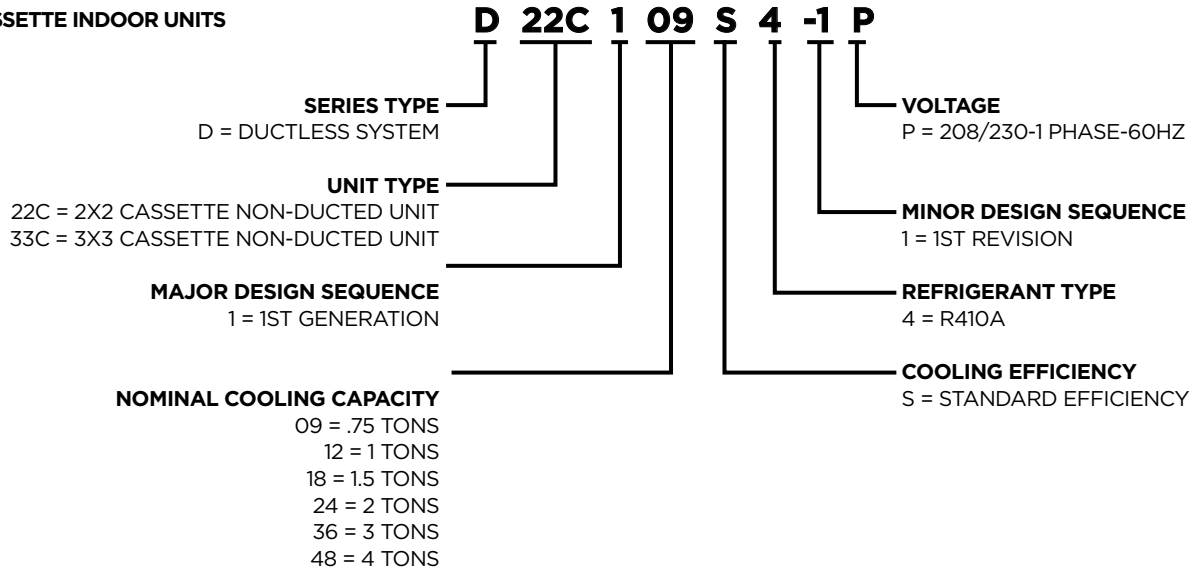 SSETTE INDOOR UNITS
D 22C 1 09 S 4 -1 P
SERIES TYPE
D = DUCTLESS SYSTEM
UNIT TYPE
22C = 2X2 CASSETTE NON-DUCTED UNIT
33C = 3X3 CASSETTE NON-DUCTED UNIT
MAJOR DESIGN SEQUENCE
1 = 1ST GENERATION
NOMINAL COOLING CAPACITY
09 = .75 TONS
12 = 1 TONS
18 = 1.5 TONS
24 = 2 TONS
36 = 3 TONS
48 = 4 TONS
VOLTAGE
P = 208/230-1 PHASE-60HZ
MINOR DESIGN SEQUENCE
1 = 1ST REVISION
REFRIGERANT TYPE
4 = R410A
COOLING EFFICIENCY
S = STANDARD EFFICIENCY